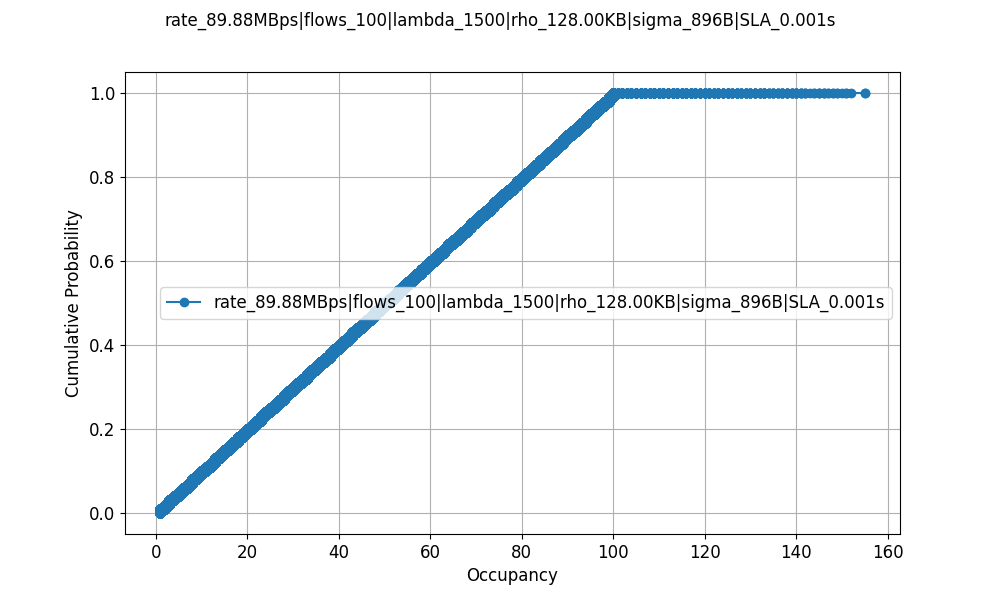 rate_89.88MBps|flows_100|lambda_1500|rho_128.00KB|sigma_896B|SLA_0.001s
1.0
0.8
0.6
0.4
0.2
0.0
Cumulative Probability
rate_89.88MBps|flows_100|lambda_1500|rho_128.00KB|sigma_896B|SLA_0.001s
0 20 40 60 80 100 120 140 160
Occupancy